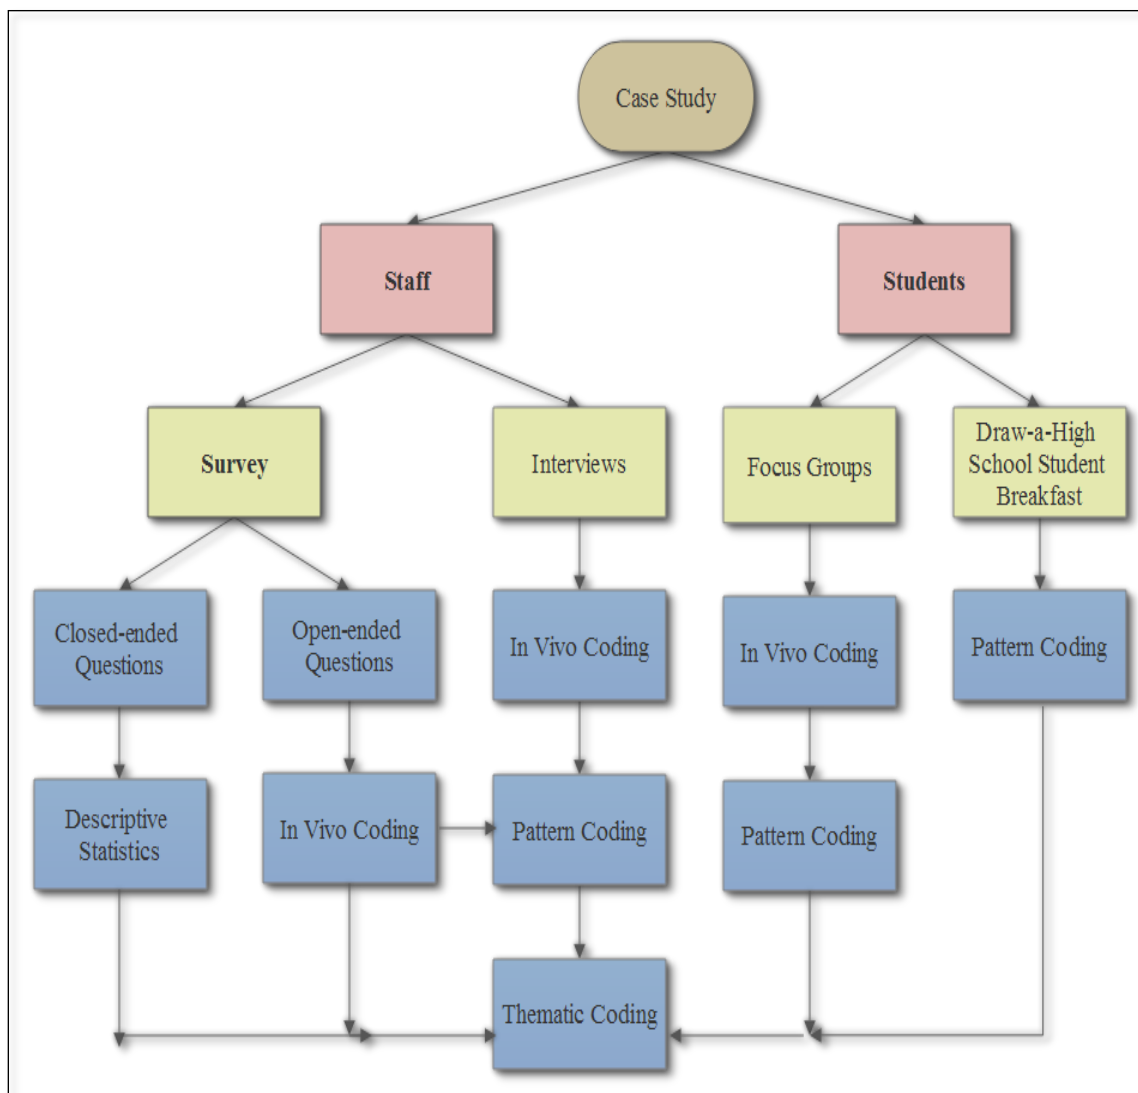 Case Study
Staff
Students
Survey
Interviews
Focus Groups
Draw-a-High
School Student
Breakfast
Closed-ended
Questions
Open-ended
Questions
In Vivo Coding
In Vivo Coding
Pattern Coding
Descriptive
Statistics
In Vivo Coding
Pattern Coding
Pattern Coding
Thematic Coding